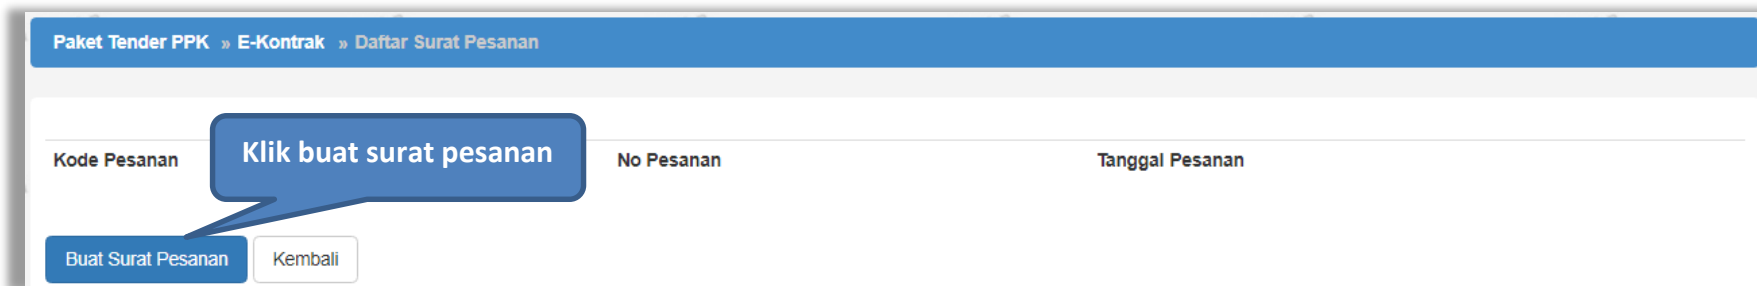 Paket Tender PPK » E-Kontrak » Daftar Surat Pesanan
Klik buat surat pesanan
Kode Pesanan No Pesanan Tanggal Pesanan
Buat Surat Pesanan Kembali